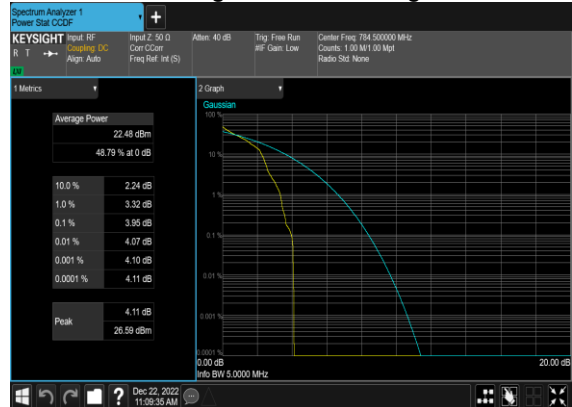 Spectrum Analyzer 1
Power Stat CCDF
+
KEYSIGHT Input: RF Input Z: 50 Ω Atten: 40 dB Trig: Free Run Center Freq: 784.500000 MHz
R T Coupling: DC Corr CCorr #IF Gain: Low Counts: 1.00 M/1.00 Mpt
Align: Auto Freq Ref: Int (S) Radio Std: None
1 Metrics 2 Graph
Gaussian
Average Power
22.48 dBm
48.79 % at 0 dB
10.0 % 2.24 dB
1.0 % 3.32 dB
0.1 % 3.95 dB
0.01 % 4.07 dB
0.001 % 4.10 dB
0.0001 % 4.11 dB
Peak 4.11 dB
26.59 dBm
100 %
10 %
1 %
0.1 %
0.01 %
0.001 %
0.0001 %
0.00 dB 20.00 dB
Info BW 5.0000 MHz
? Dec 22, 2022
11:09:35 AM